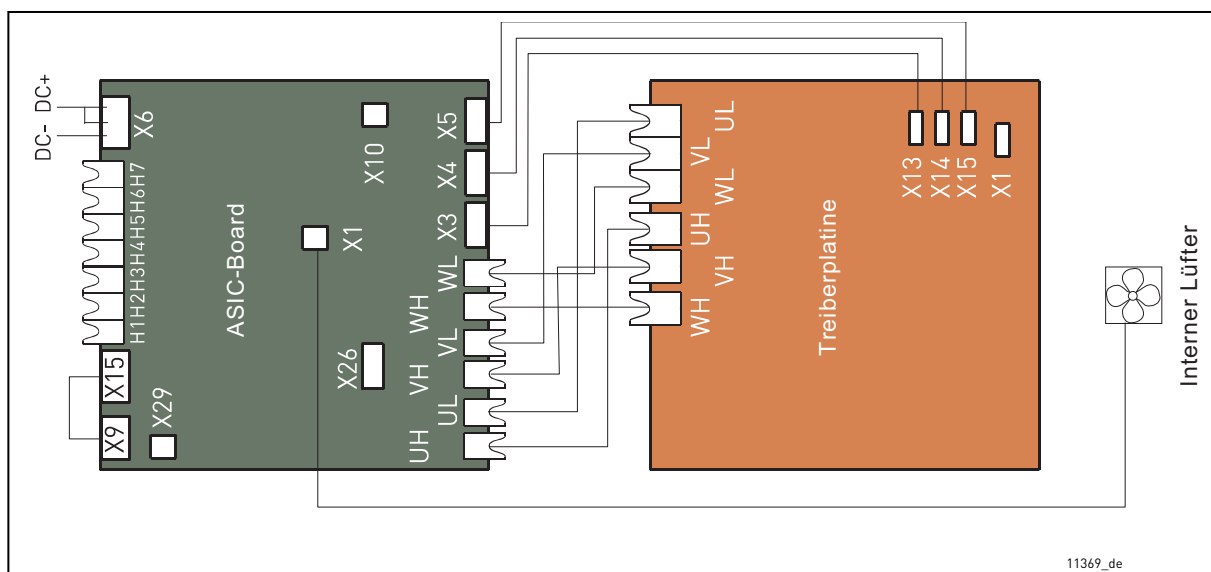 DC+
DC-
X6
H1H2H3H4H5H6H7
X15
X9
X29
ASIC-Board
X10
X1
X26
X5
X4
X3
WL
WH
VL
VH
UL
UH
UL
VL
WL
UH
VH
WH
Treiberplatine
X13
X14
X15
X1
Interner Lüfter
11369_de